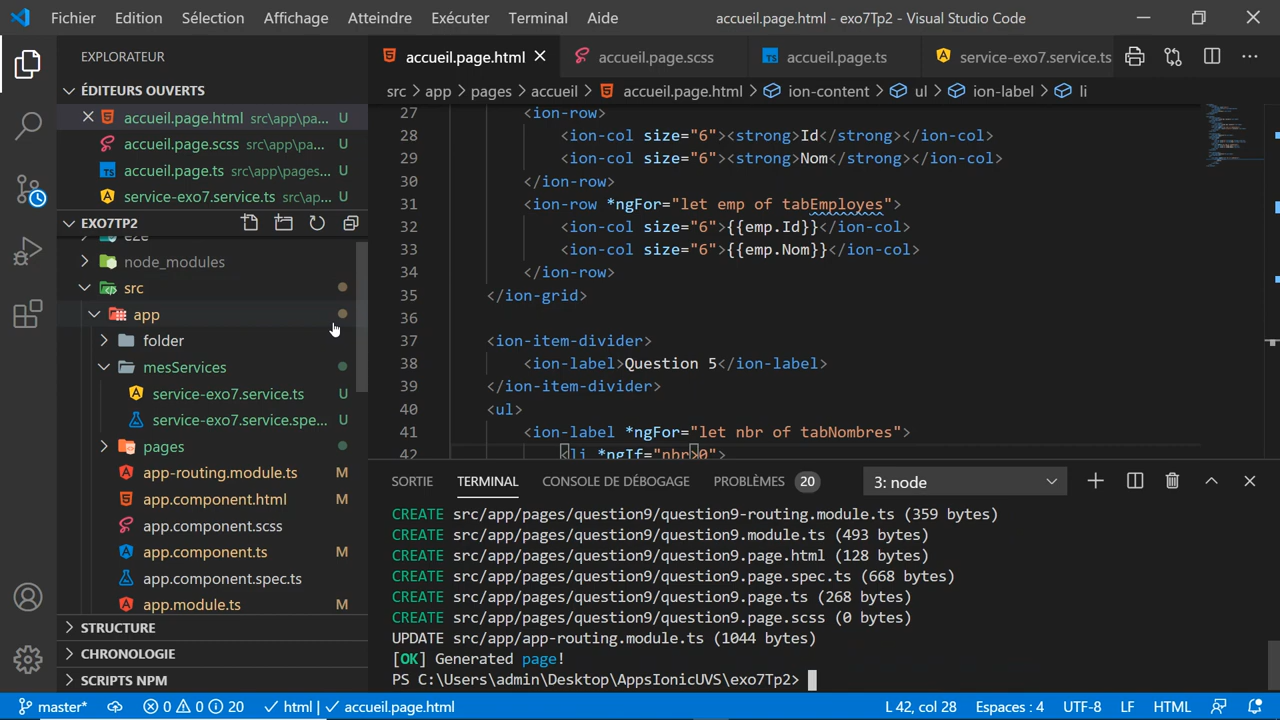 Fichier Edition Sélection Affichage Atteindre Exécuter Terminal Aide accueil.page.html - exo7Tp2 - Visual Studio Code
EXPLORATEUR
ÉDITEURS OUVERTS
accueil.page.html src\app\pa... U
accueil.page.scss src\app\pa... U
accueil.page.ts src\app\pages... U
service-exo7.service.ts src\ap... U
EXO7TP2
e2e
node_modules
src
app
folder
mesServices
service-exo7.service.ts U
service-exo7.service.spe... U
pages
app-routing.module.ts M
app.component.html M
app.component.scss
app.component.ts M
app.component.spec.ts
app.module.ts M
STRUCTURE
CHRONOLOGIE
SCRIPTS NPM
accueil.page.html accueil.page.scss accueil.page.ts service-exo7.service.ts
src > app > pages > accueil > accueil.page.html > ion-content > ul > ion-label > li
27 <ion-row>
28 <ion-col size="6"><strong>Id</strong></ion-col>
29 <ion-col size="6"><strong>Nom</strong></ion-col>
30 </ion-row>
31 <ion-row *ngFor="let emp of tabEmployes">
32 <ion-col size="6">{{emp.Id}}</ion-col>
33 <ion-col size="6">{{emp.Nom}}</ion-col>
34 </ion-row>
35 </ion-grid>
36
37 <ion-item-divider>
38 <ion-label>Question 5</ion-label>
39 </ion-item-divider>
40 <ul>
41 <ion-label *ngFor="let nbr of tabNombres">
42 <li *ngIf="nbr>0">
SORTIE TERMINAL CONSOLE DE DÉBOGAGE PROBLÈMES 20 3: node
CREATE src/app/pages/question9/question9-routing.module.ts (359 bytes)
CREATE src/app/pages/question9/question9.module.ts (493 bytes)
CREATE src/app/pages/question9/question9.page.html (128 bytes)
CREATE src/app/pages/question9/question9.page.spec.ts (668 bytes)
CREATE src/app/pages/question9/question9.page.ts (268 bytes)
CREATE src/app/pages/question9/question9.page.scss (0 bytes)
UPDATE src/app/app-routing.module.ts (1044 bytes)
[OK] Generated page!
PS C:\Users\admin\Desktop\AppsIonicUVS\exo7Tp2>
master* 0 0 20 html | accueil.page.html L 42, col 28 Espaces : 4 UTF-8 LF HTML